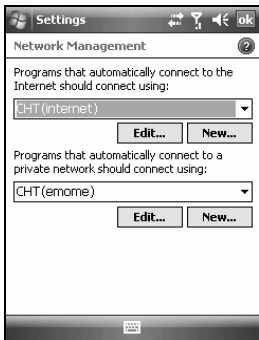 Settings
ok
Network Management
Programs that automatically connect to the
Internet should connect using:
CHT(internet)
Edit... New...
Programs that automatically connect to a
private network should connect using:
CHT(emome)
Edit... New...